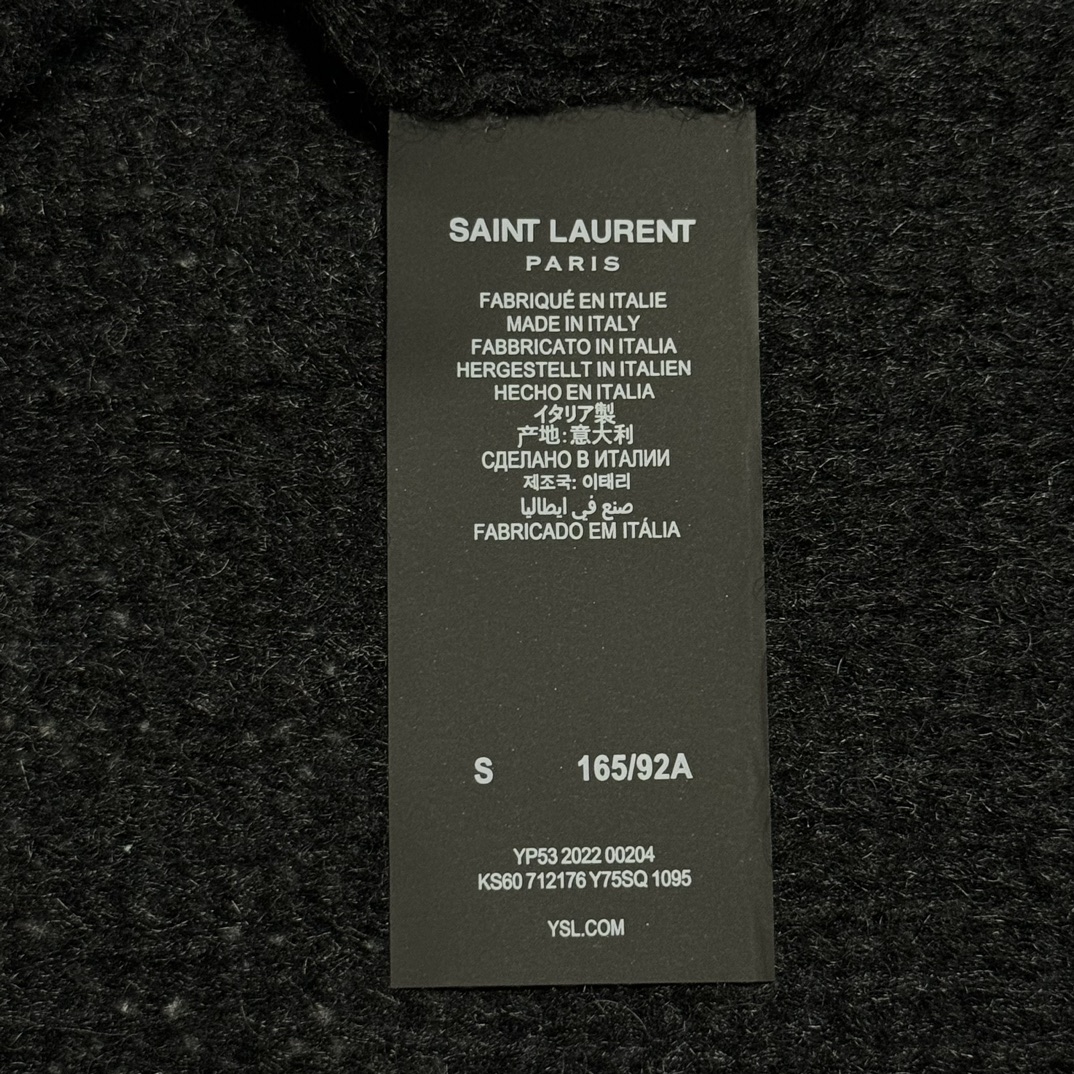 SAINT LAURENT
PARIS
FABRIQUÉ EN ITALIE
MADE IN ITALY
FABBRICATO IN ITALIA
HERGESTELLT IN ITALIEN
HECHO EN ITALIA
イタリア製
产地:意大利
СДЕЛАНО В ИТАЛИИ
제조국: 이태리
صنع في ايطاليا
FABRICADO EM ITÁLIA
S 165/92A
YP53 2022 00204
KS60 712176 Y75SQ 1095
YSL.COM